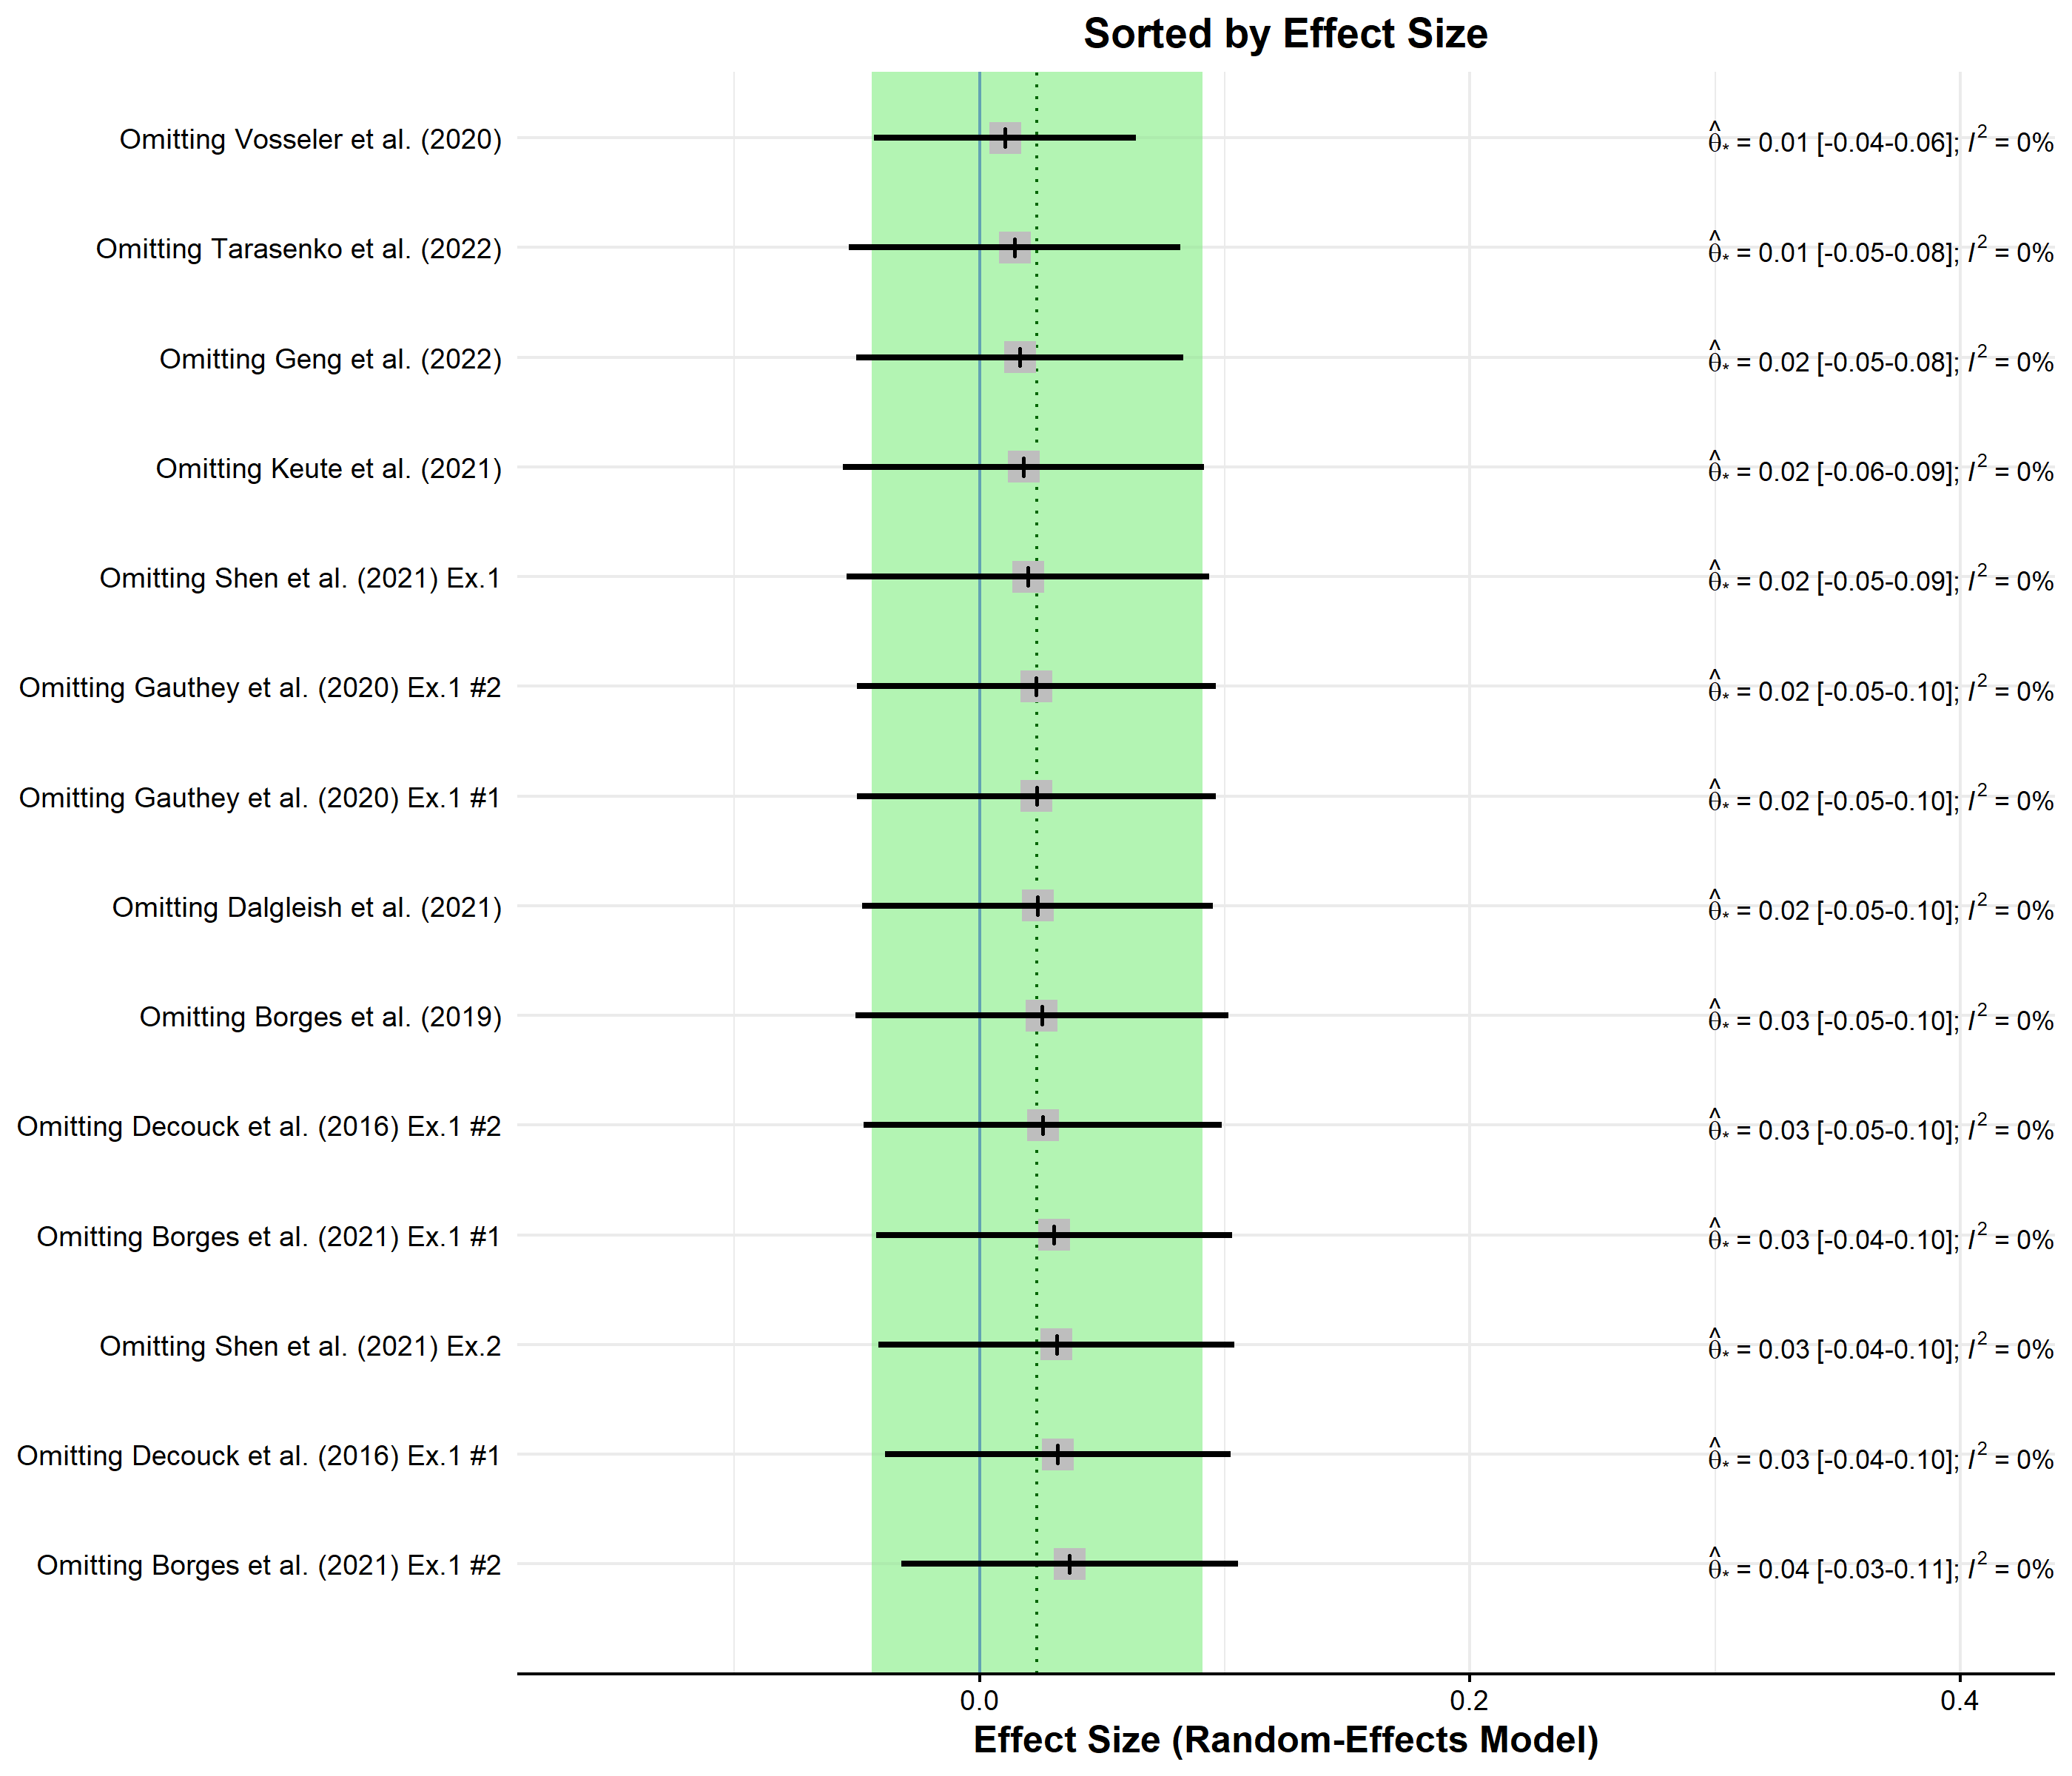 Sorted by Effect Size
Omitting Vosseler et al. (2020) θ̂* = 0.01 [-0.04-0.06]; I² = 0%
Omitting Tarasenko et al. (2022) θ̂* = 0.01 [-0.05-0.08]; I² = 0%
Omitting Geng et al. (2022) θ̂* = 0.02 [-0.05-0.08]; I² = 0%
Omitting Keute et al. (2021) θ̂* = 0.02 [-0.06-0.09]; I² = 0%
Omitting Shen et al. (2021) Ex.1 θ̂* = 0.02 [-0.05-0.09]; I² = 0%
Omitting Gauthey et al. (2020) Ex.1 #2 θ̂* = 0.02 [-0.05-0.10]; I² = 0%
Omitting Gauthey et al. (2020) Ex.1 #1 θ̂* = 0.02 [-0.05-0.10]; I² = 0%
Omitting Dalgleish et al. (2021) θ̂* = 0.02 [-0.05-0.10]; I² = 0%
Omitting Borges et al. (2019) θ̂* = 0.03 [-0.05-0.10]; I² = 0%
Omitting Decouck et al. (2016) Ex.1 #2 θ̂* = 0.03 [-0.05-0.10]; I² = 0%
Omitting Borges et al. (2021) Ex.1 #1 θ̂* = 0.03 [-0.04-0.10]; I² = 0%
Omitting Shen et al. (2021) Ex.2 θ̂* = 0.03 [-0.04-0.10]; I² = 0%
Omitting Decouck et al. (2016) Ex.1 #1 θ̂* = 0.03 [-0.04-0.10]; I² = 0%
Omitting Borges et al. (2021) Ex.1 #2 θ̂* = 0.04 [-0.03-0.11]; I² = 0%
0.0 0.2 0.4
Effect Size (Random-Effects Model)